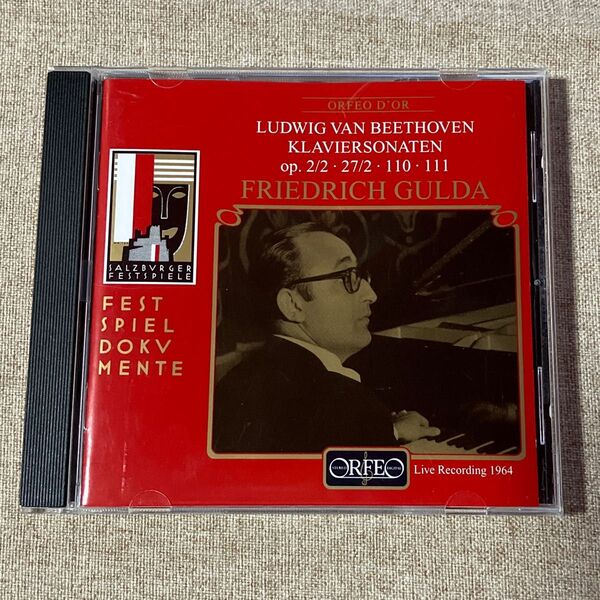 ORFEO D'OR
LUDWIG VAN BEETHOVEN
KLAVIERSONATEN
op. 2/2 · 27/2 · 110 · 111
FRIEDRICH GULDA
SALZBVRGER
FESTSPIELE
FEST
SPIEL
DOKV
MENTE
ORFEO
Live Recording 1964